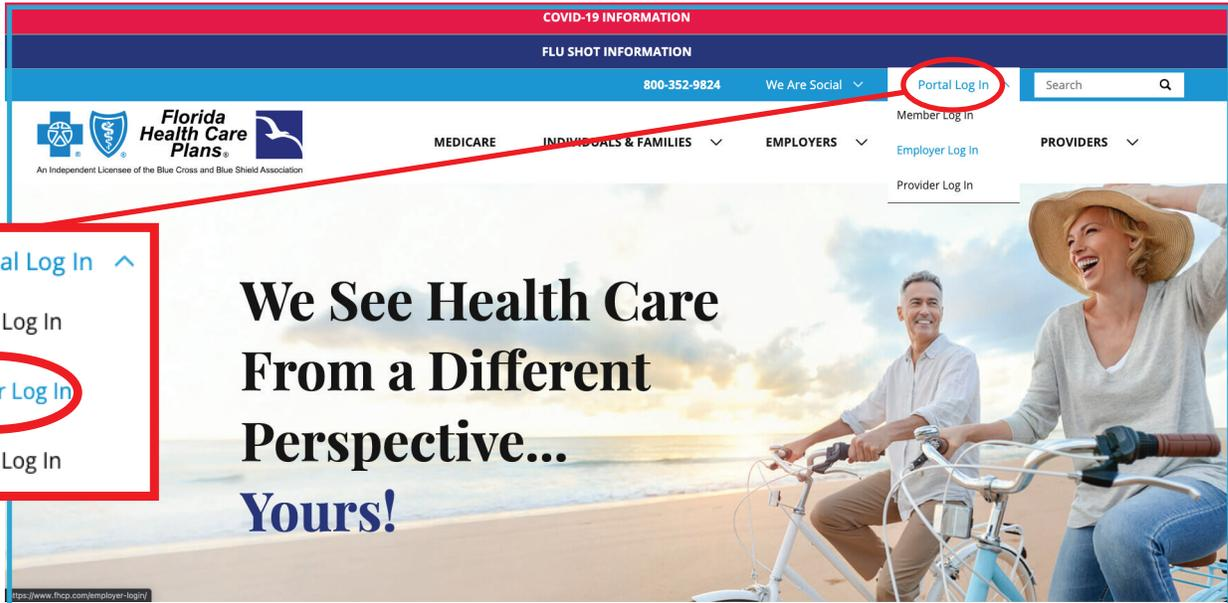 COVID-19 INFORMATION
FLU SHOT INFORMATION
800-352-9824 We Are Social Portal Log In Search
Member Log In
Employer Log In
Provider Log In
Florida
Health Care
Plans®
An Independent Licensee of the Blue Cross and Blue Shield Association
MEDICARE INDIVIDUALS & FAMILIES EMPLOYERS PROVIDERS
al Log In
Log In
r Log In
Log In
We See Health Care
From a Different
Perspective...
Yours!
ttps://www.fhcp.com/employer-login/